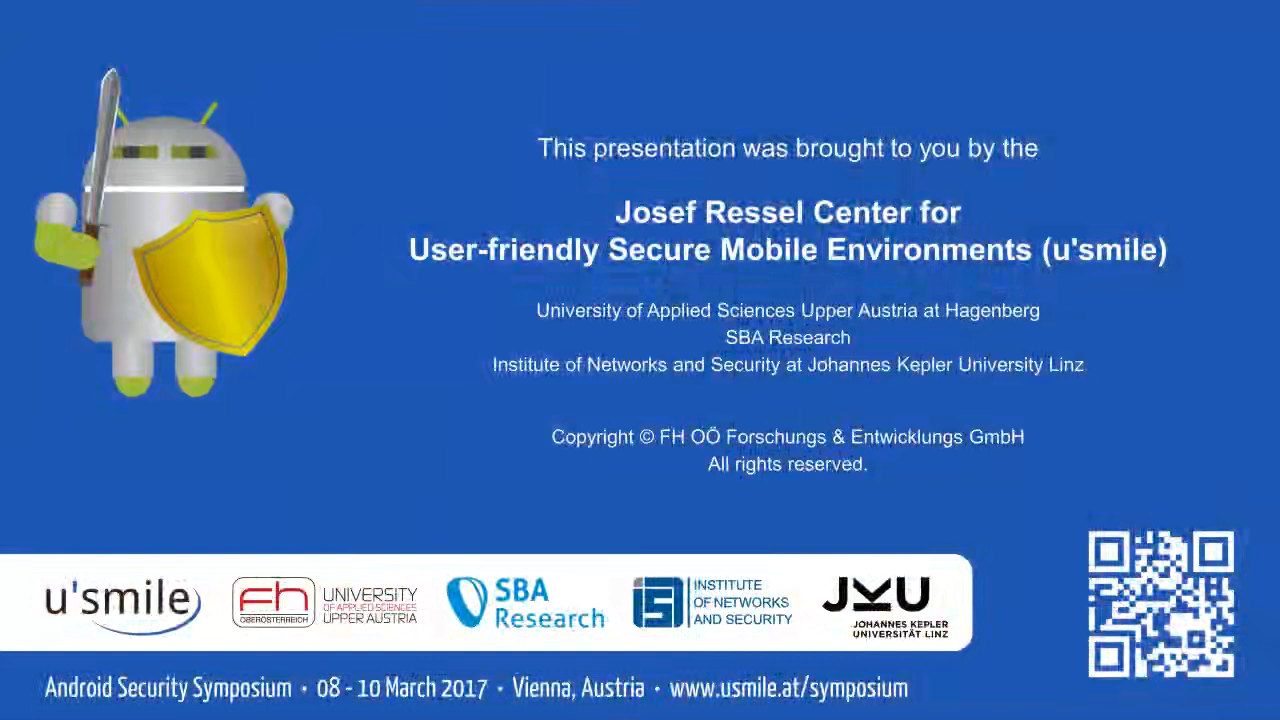 This presentation was brought to you by the
Josef Ressel Center for
User-friendly Secure Mobile Environments (u'smile)
University of Applied Sciences Upper Austria at Hagenberg
SBA Research
Institute of Networks and Security at Johannes Kepler University Linz
Copyright © FH OÖ Forschungs & Entwicklungs GmbH
All rights reserved.
u'smile
fh
OBERÖSTERREICH
UNIVERSITY
OF APPLIED SCIENCES
UPPER AUSTRIA
SBA
Research
iS
INSTITUTE
OF NETWORKS
AND SECURITY
JKU
JOHANNES KEPLER
UNIVERSITÄT LINZ
Android Security Symposium · 08 - 10 March 2017 · Vienna, Austria · www.usmile.at/symposium